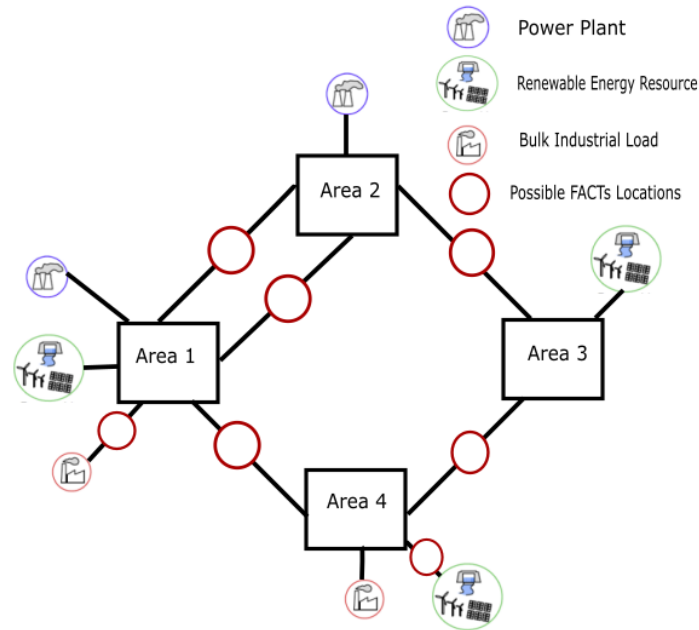 Power Plant
Renewable Energy Resource
Bulk Industrial Load
Possible FACTs Locations
Area 2
Area 1
Area 3
Area 4